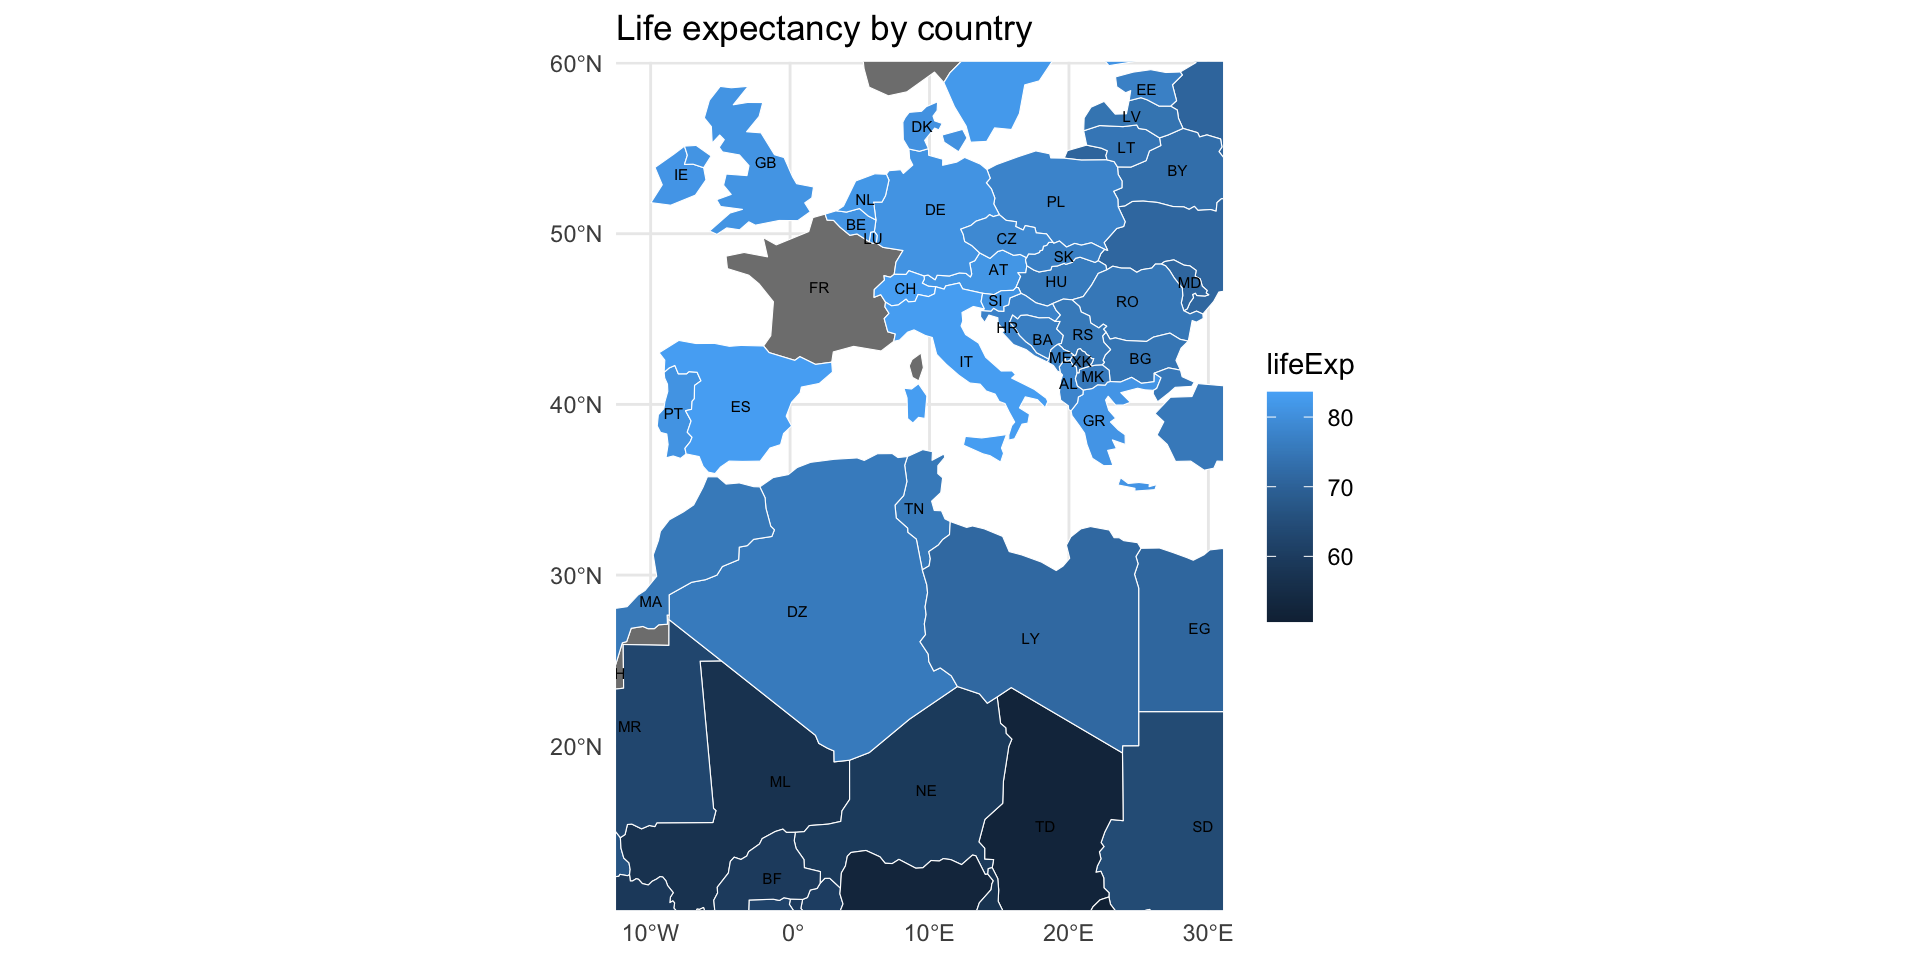 Life expectancy by country
60°N
50°N
40°N
30°N
20°N
10°W
0°
10°E
20°E
30°E
lifeExp
80
70
60
EE
LV
LT
DK
GB
IE
BY
NL
DE
PL
BE
LU
CZ
SK
AT
FR
CH
HU
MD
SI
RO
HR
BA
RS
ME
XK
BG
IT
MK
AL
PT
ES
GR
TN
MA
DZ
LY
EG
H
MR
ML
NE
TD
SD
BF